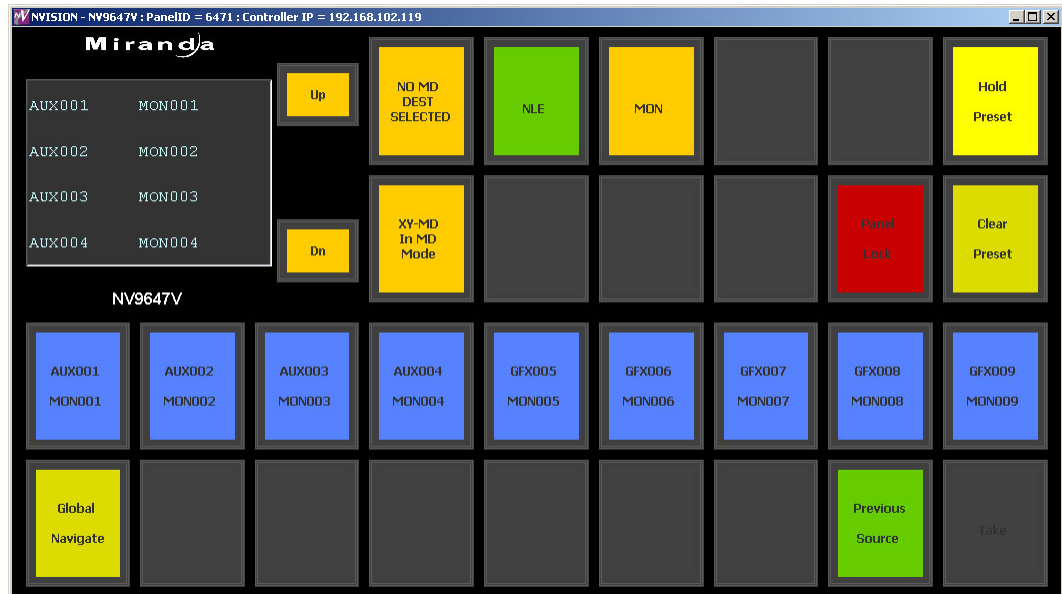 NVISION - NV9647V : PanelID = 6471 : Controller IP = 192.168.102.119
Miranda
AUX001 MON001
AUX002 MON002
AUX003 MON003
AUX004 MON004
NV9647V
Up
Dn
NO MD
DEST
SELECTED
NLE
MON
Hold
Preset
XY-MD
In MD
Mode
Panel
Lock
Clear
Preset
AUX001
MON001
AUX002
MON002
AUX003
MON003
AUX004
MON004
GFX005
MON005
GFX006
MON006
GFX007
MON007
GFX008
MON008
GFX009
MON009
Global
Navigate
Previous
Source
Take